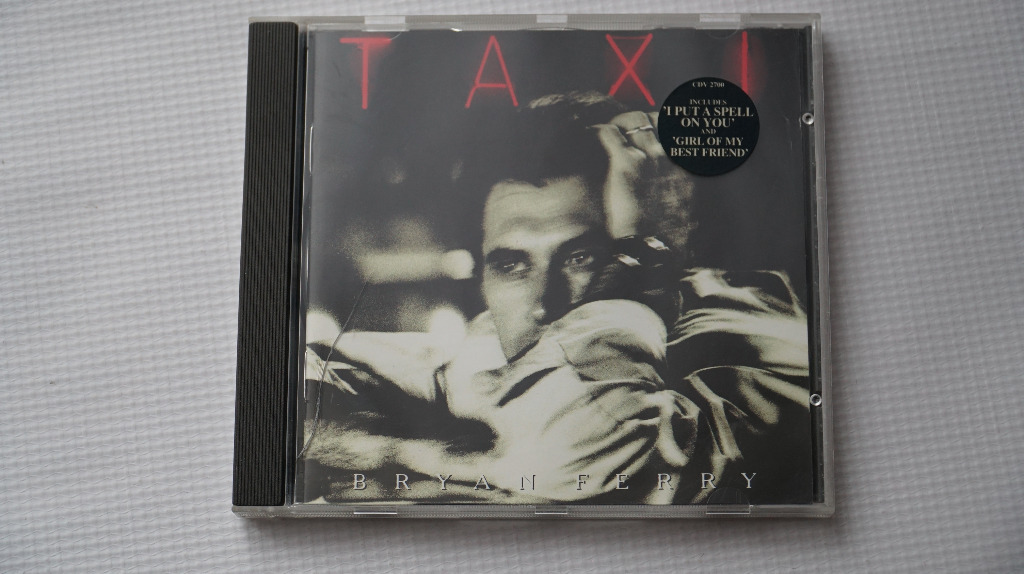 TAXI
CDV 2700
INCLUDES
'I PUT A SPELL
ON YOU'
AND
'GIRL OF MY
BEST FRIEND'
BRYAN FERRY